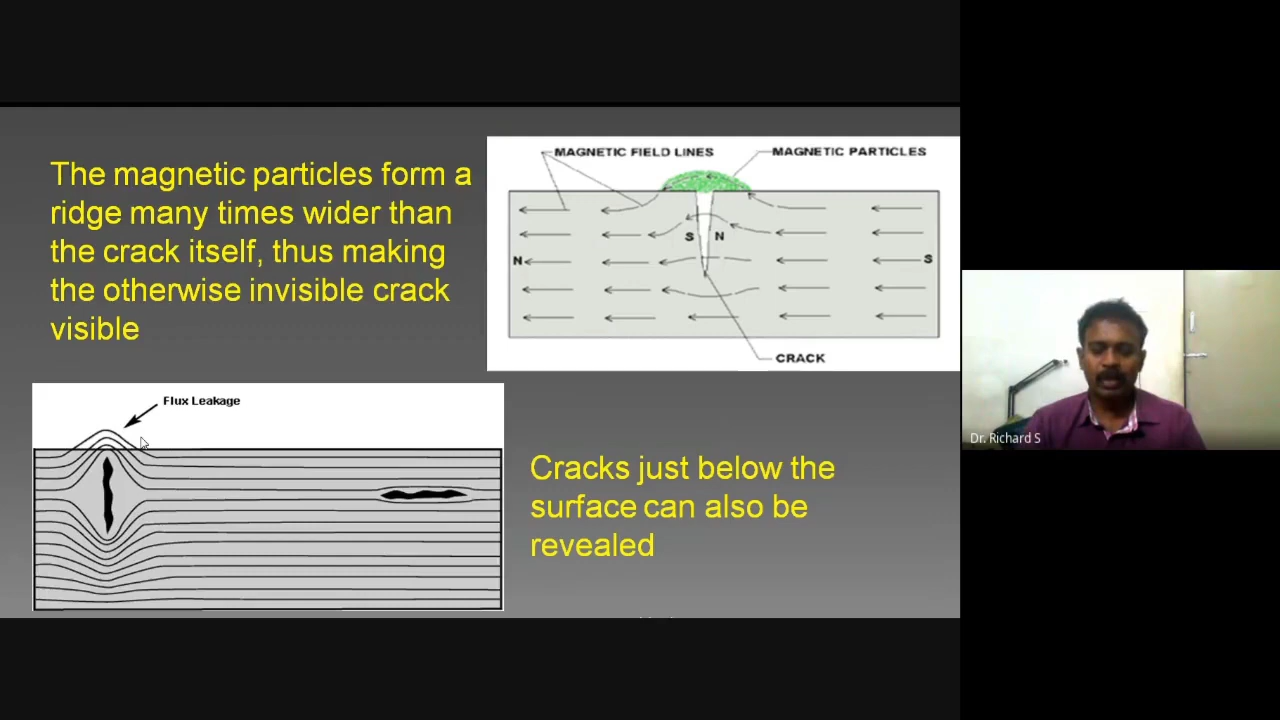 The magnetic particles form a
ridge many times wider than
the crack itself, thus making
the otherwise invisible crack
visible
MAGNETIC FIELD LINES
MAGNETIC PARTICLES
S
N
N
S
CRACK
Flux Leakage
Cracks just below the
surface can also be
revealed
Dr. Richard S